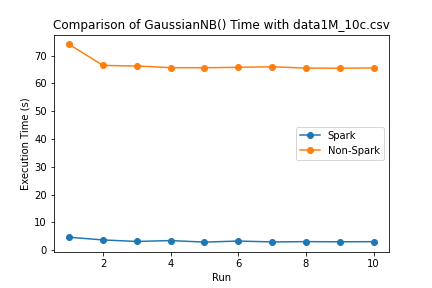 Comparison of GaussianNB() Time with data1M_10c.csv
70
60
50
40
30
20
10
0
Execution Time (s)
Spark
Non-Spark
2
4
6
8
10
Run